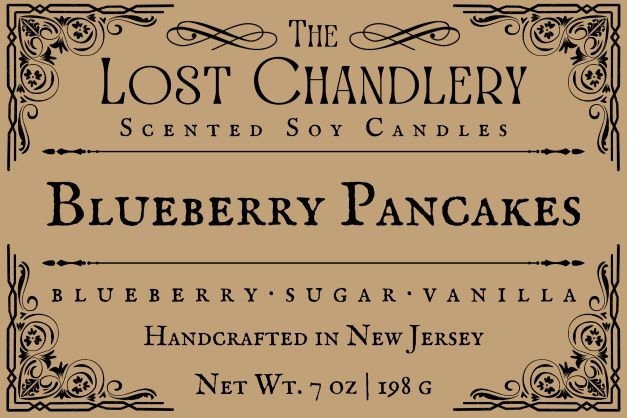 The
Lost Chandlery
Scented Soy Candles
Blueberry Pancakes
BLUEBERRY·SUGAR·VANILLA
Handcrafted in New Jersey
Net Wt. 7 oz | 198 g